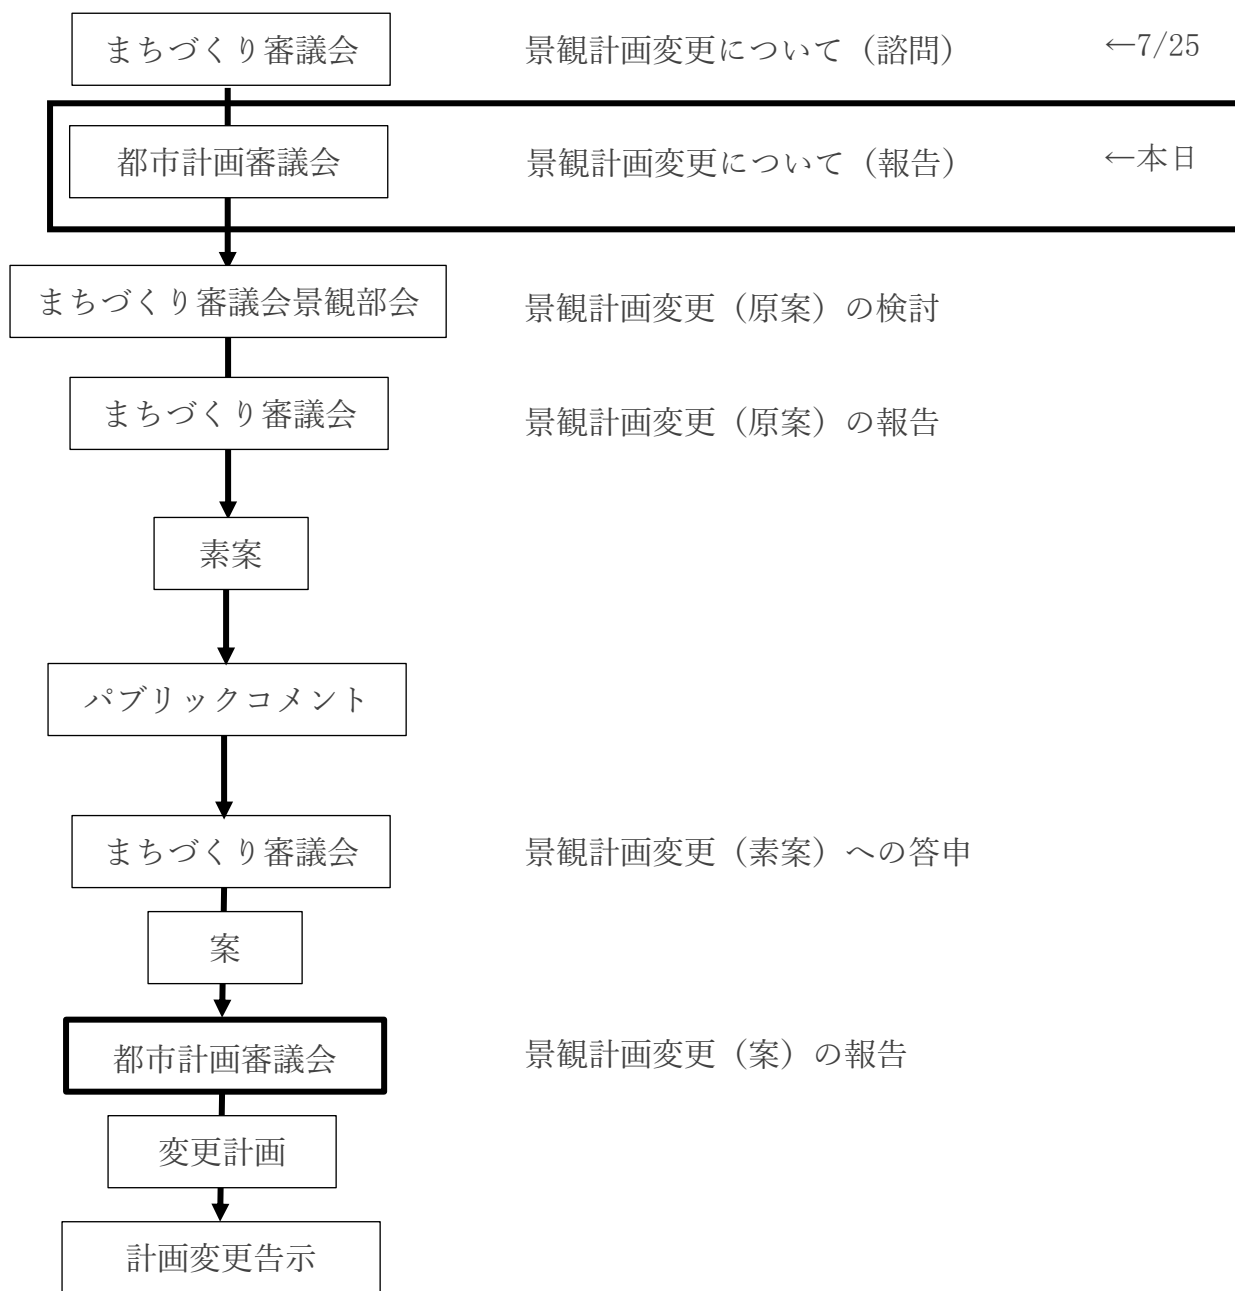 まちづくり審議会 景観計画変更について（諮問） ←7/25
都市計画審議会 景観計画変更について（報告） ←本日
まちづくり審議会景観部会 景観計画変更（原案）の検討
まちづくり審議会 景観計画変更（原案）の報告
素案
パブリックコメント
まちづくり審議会 景観計画変更（素案）への答申
案
都市計画審議会 景観計画変更（案）の報告
変更計画
計画変更告示